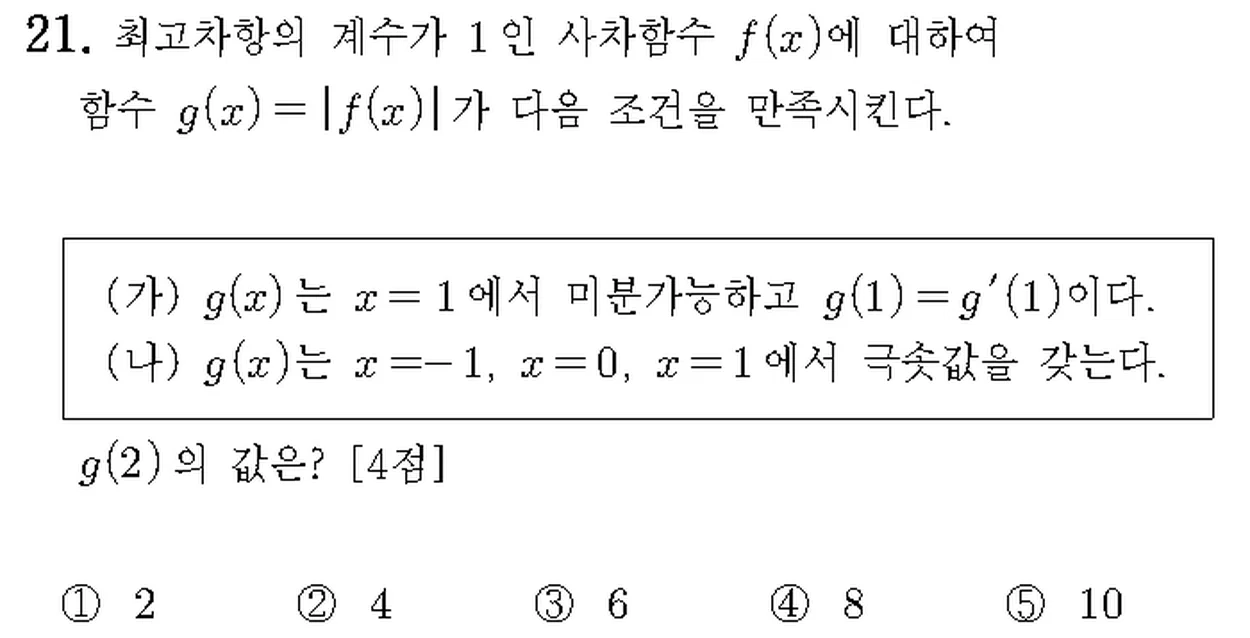 21. 최고차항의 계수가 1인 사차함수 f(x)에 대하여
함수 g(x)=|f(x)|가 다음 조건을 만족시킨다.
(가) g(x)는 x=1에서 미분가능하고 g(1)=g′(1)이다.
(나) g(x)는 x=-1, x=0, x=1에서 극솟값을 갖는다.
g(2)의 값은? [4점]
① 2 ② 4 ③ 6 ④ 8 ⑤ 10